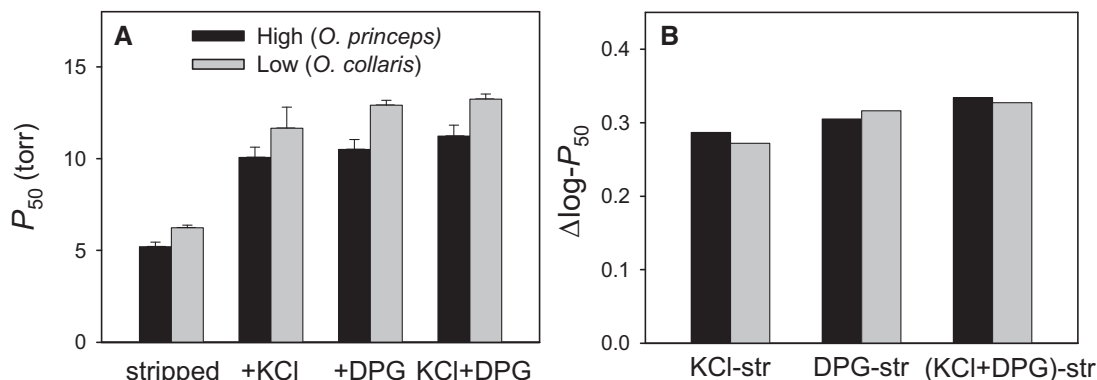 A
High (O. princeps)
Low (O. collaris)
15
10
5
0
P50 (torr)
stripped +KCl +DPG KCl+DPG
B
0.4
0.3
0.2
0.1
0.0
Δlog-P50
KCl-str DPG-str (KCl+DPG)-str